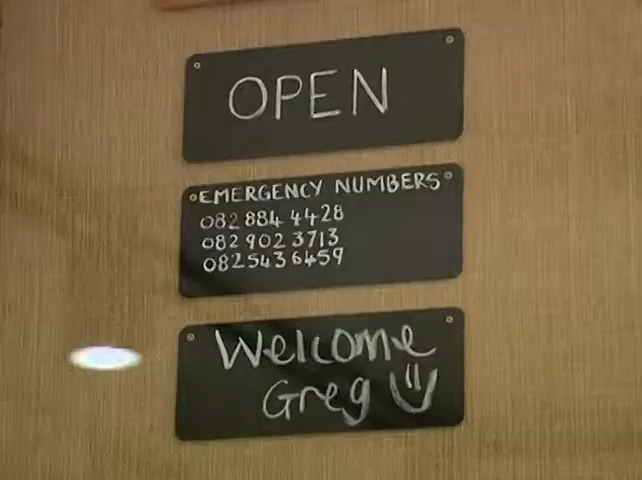 OPEN
EMERGENCY NUMBERS
082 884 4428
082 902 3713
082 543 6459
Welcome
Greg